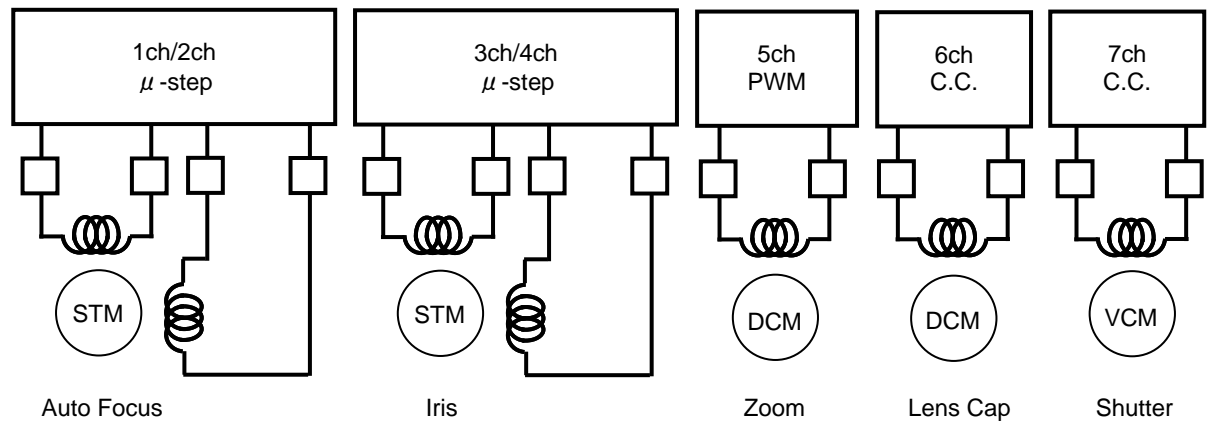 1ch/2ch
μ-step
3ch/4ch
μ-step
5ch
PWM
6ch
C.C.
7ch
C.C.
STM
STM
DCM
DCM
VCM
Auto Focus
Iris
Zoom
Lens Cap
Shutter